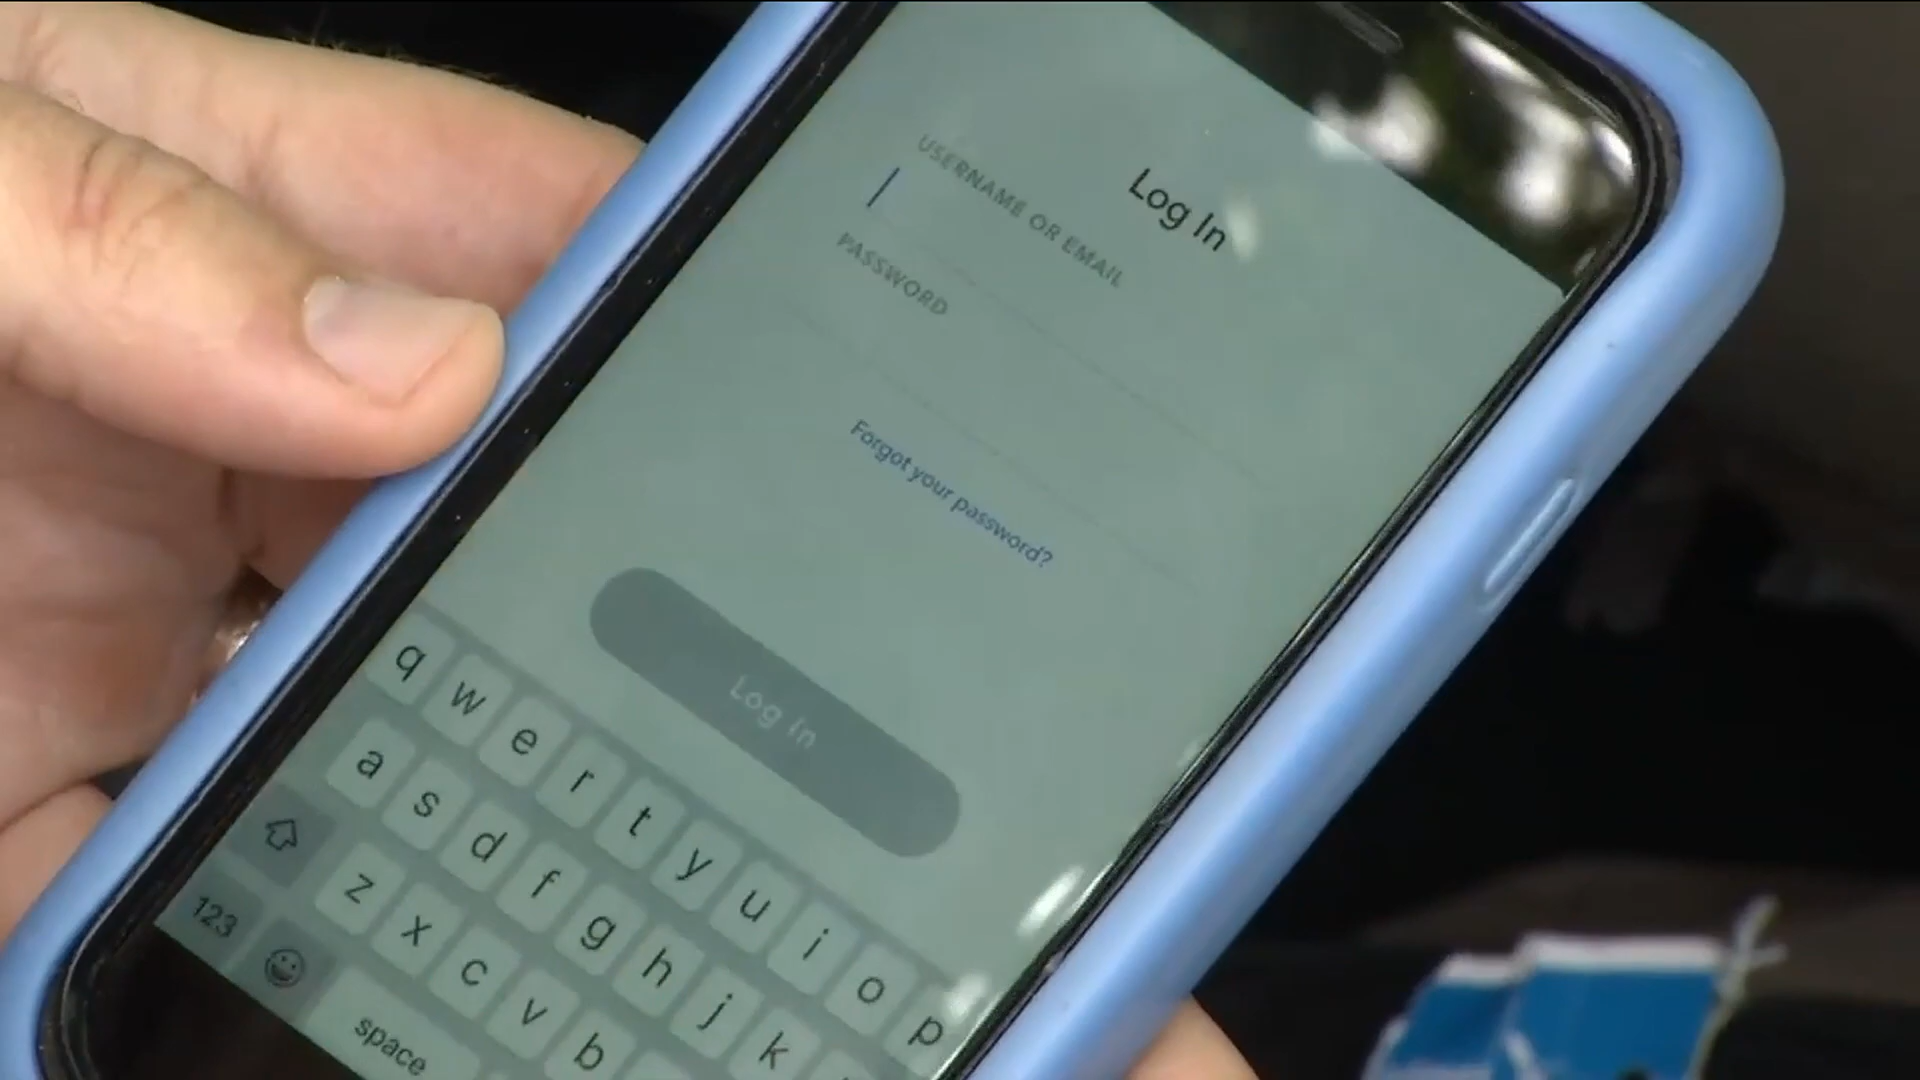 Log In
USERNAME OR EMAIL
PASSWORD
Forgot your password?
Log In
q w e r t y u i o p
a s d f g h j k
z x c v b
123 space